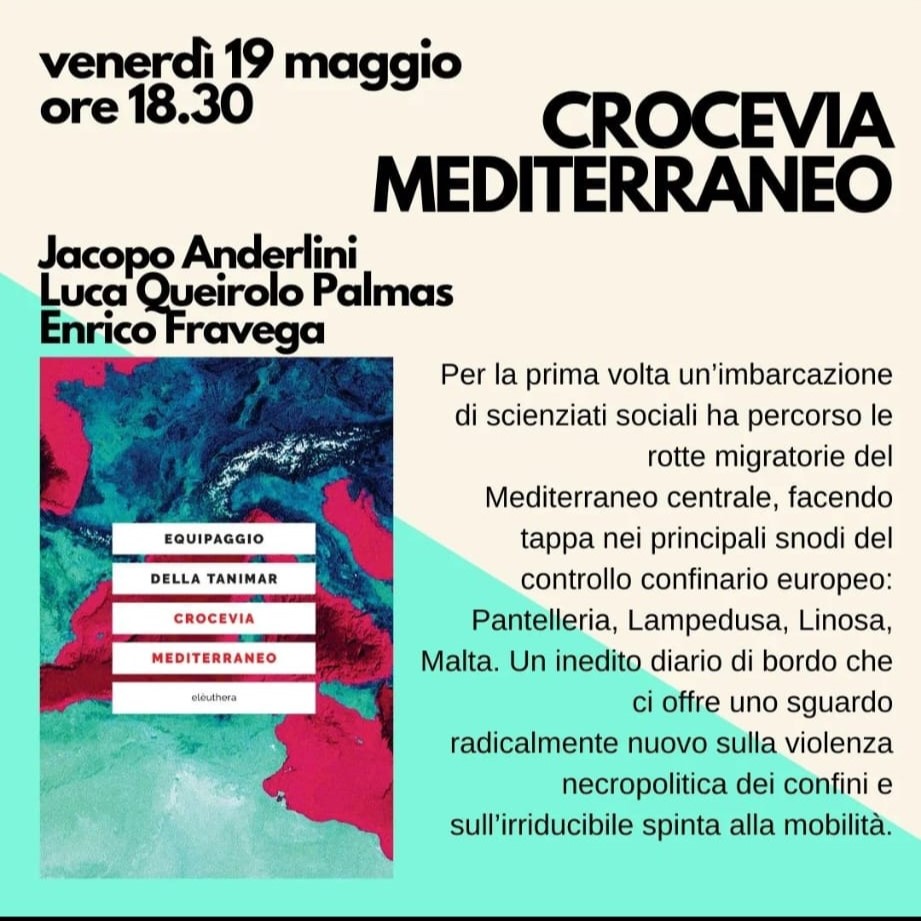 venerdì 19 maggio
ore 18.30
CROCEVIA
MEDITERRANEO
Jacopo Anderlini
Luca Queirolo Palmas
Enrico Fravega
EQUIPAGGIO
DELLA TANIMAR
CROCEVIA
MEDITERRANEO
elèuthera
Per la prima volta un’imbarcazione
di scienziati sociali ha percorso le
rotte migratorie del
Mediterraneo centrale, facendo
tappa nei principali snodi del
controllo confinario europeo:
Pantelleria, Lampedusa, Linosa,
Malta. Un inedito diario di bordo che
ci offre uno sguardo
radicalmente nuovo sulla violenza
necropolitica dei confini e
sull’irriducibile spinta alla mobilità.